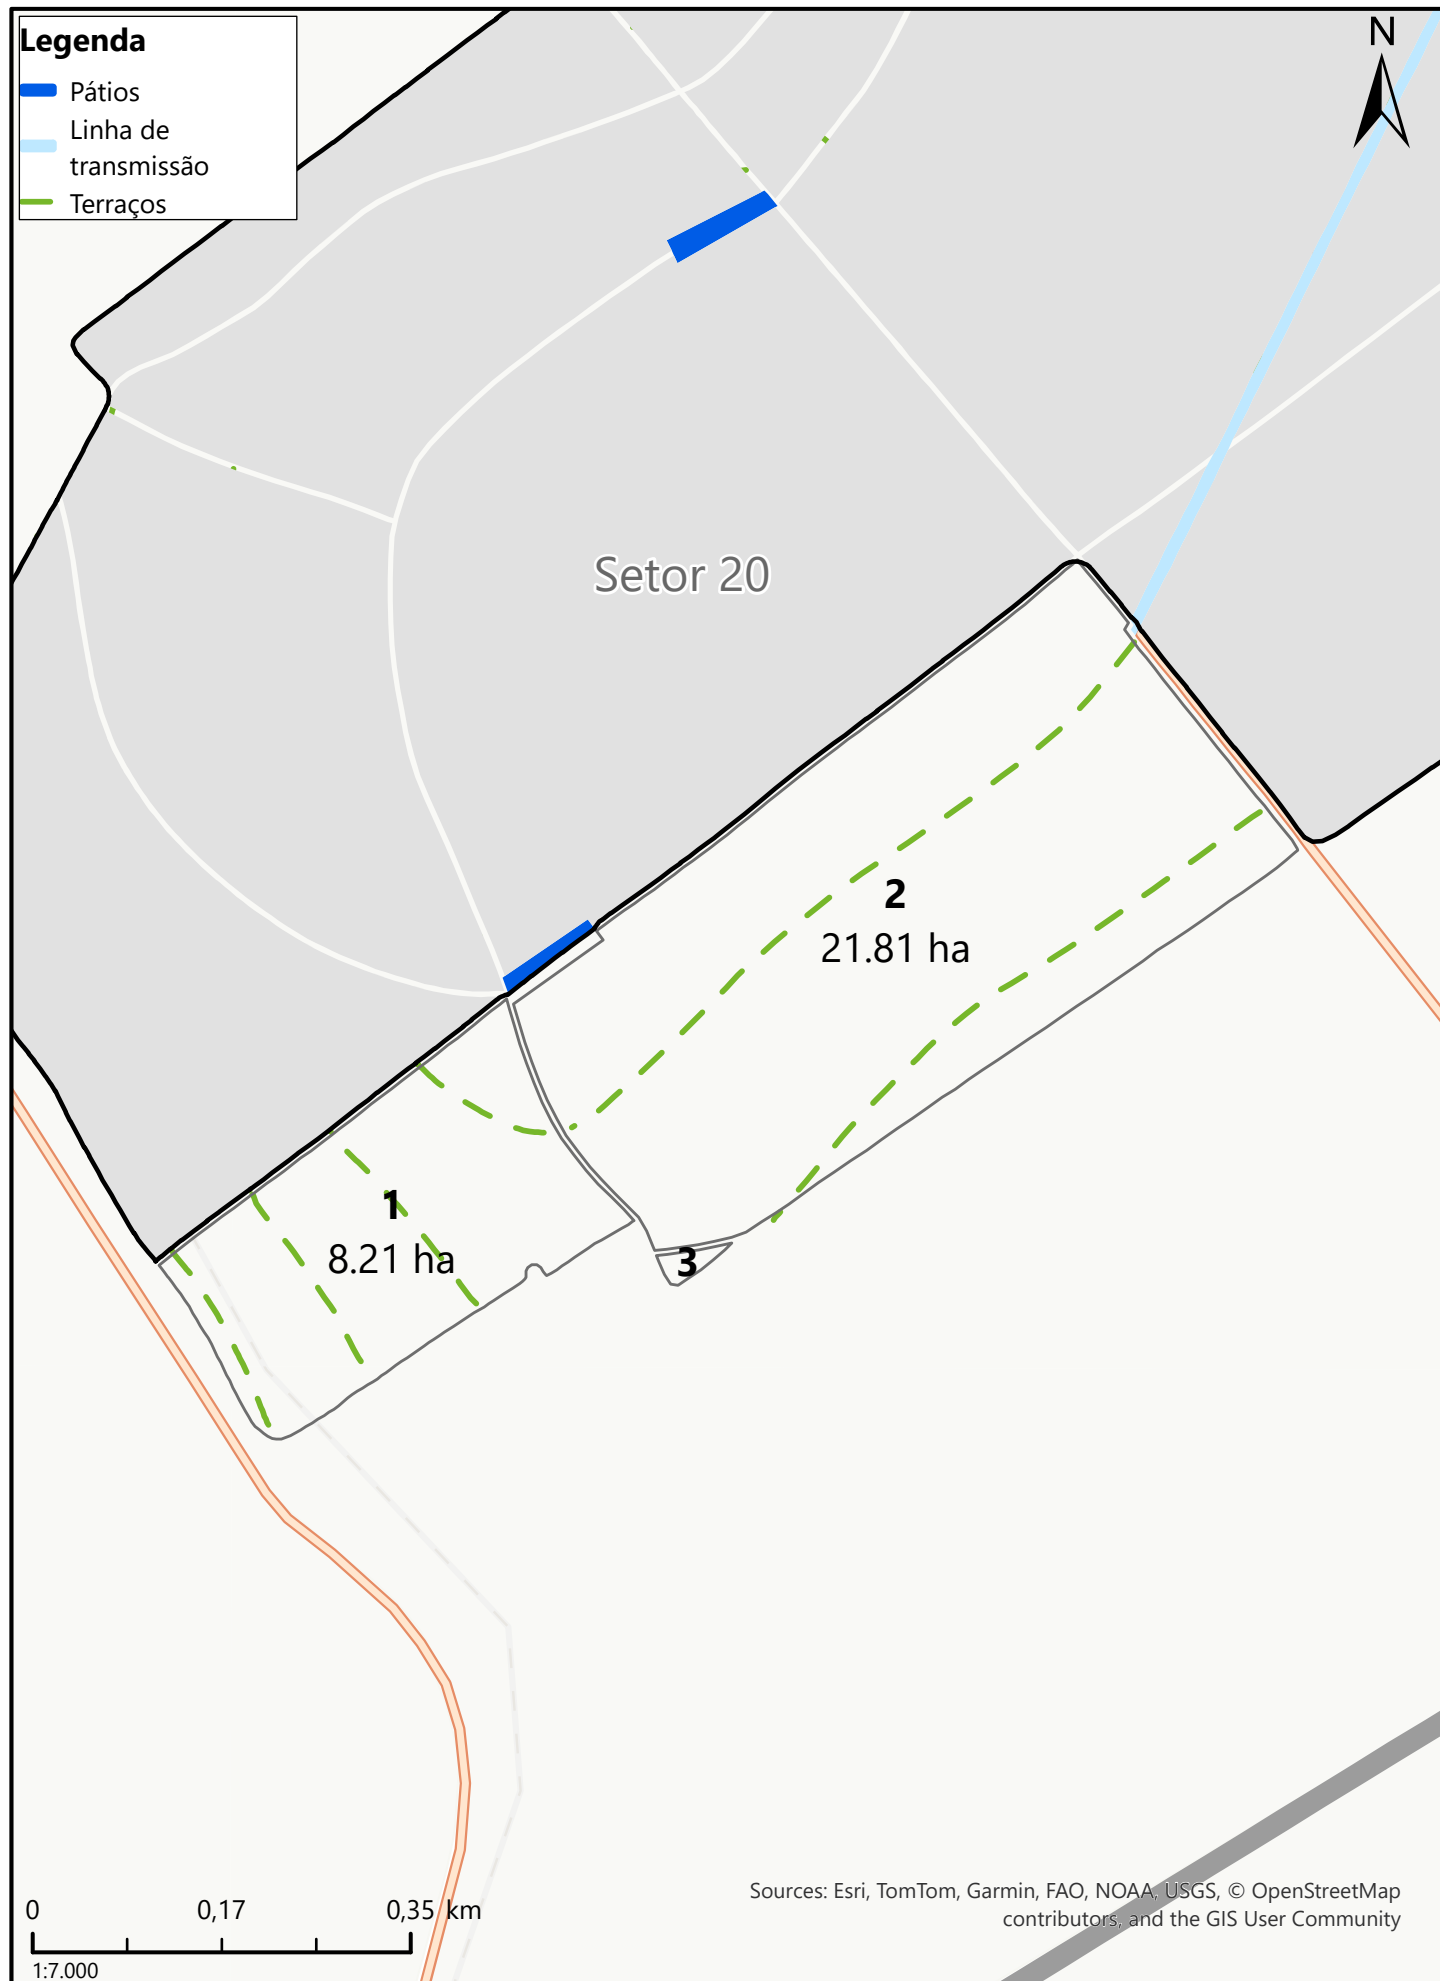 Legenda
Pátios
Linha de
transmissão
Terraços
N
Setor 20
2
21.81 ha
1
8.21 ha
3
0
0,17
0,35 km
1:7.000
Sources: Esri, TomTom, Garmin, FAO, NOAA, USGS, © OpenStreetMap
contributors, and the GIS User Community